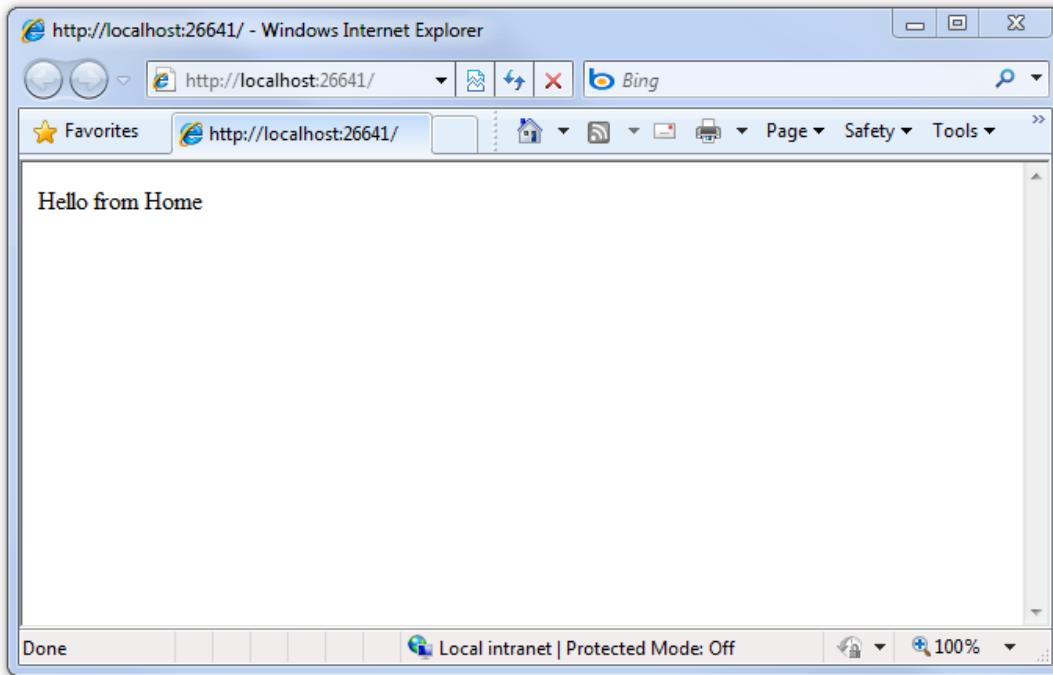 http://localhost:26641/ - Windows Internet Explorer
http://localhost:26641/
Bing
Favorites
http://localhost:26641/
Page
Safety
Tools
Hello from Home
Done
Local intranet | Protected Mode: Off
100%